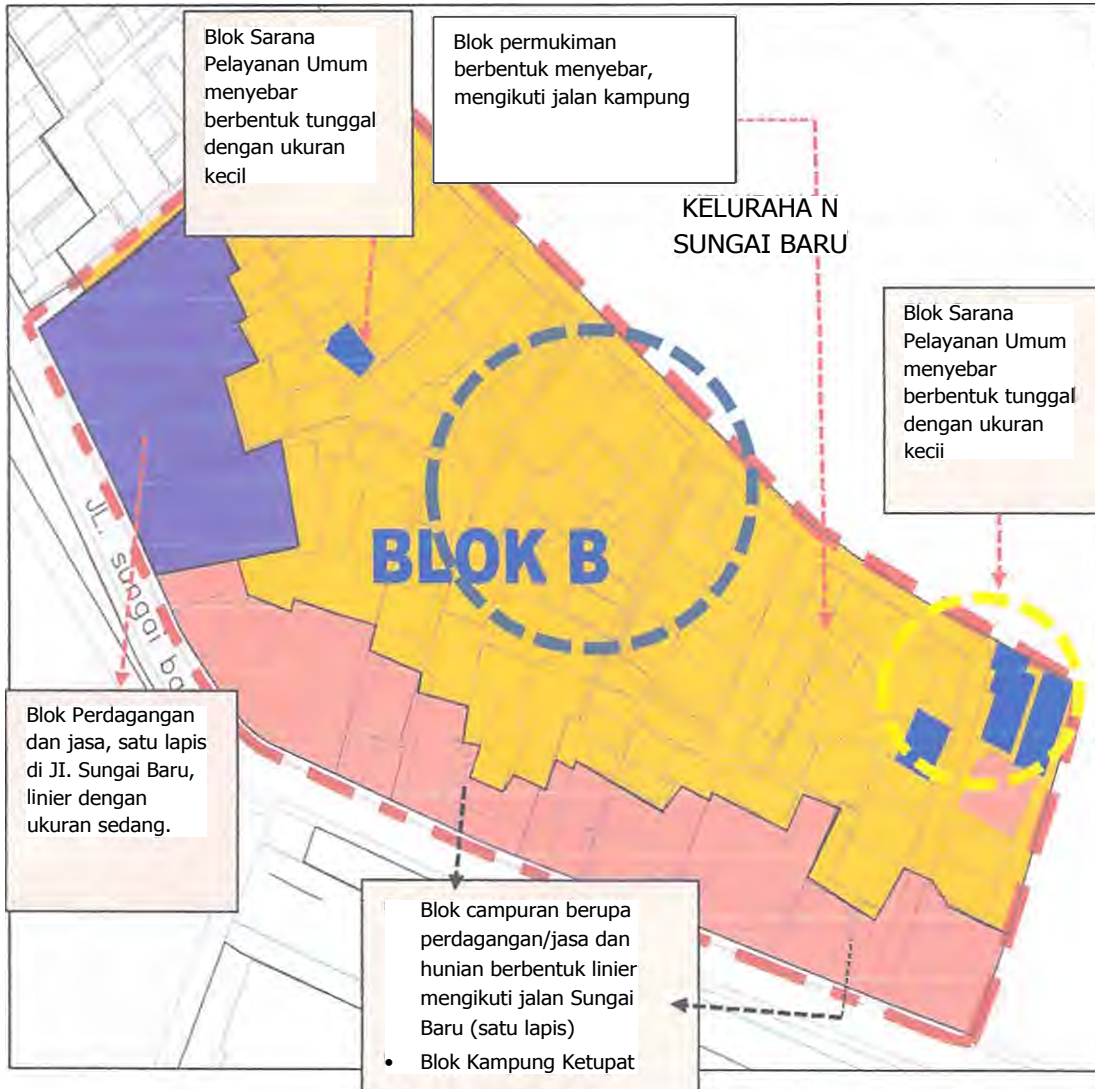 Blok Sarana
Pelayanan Umum
menyebar
berbentuk tunggal
dengan ukuran
kecil
Blok permukiman
berbentuk menyebar,
mengikuti jalan kampung
KELURAHA N
SUNGAI BARU
Blok Sarana
Pelayanan Umum
menyebar
berbentuk tunggal
dengan ukuran
kecii
BLOK B
JL. sungai ba
Blok Perdagangan
dan jasa, satu lapis
di JI. Sungai Baru,
linier dengan
ukuran sedang.
Blok campuran berupa
perdagangan/jasa dan
hunian berbentuk linier
mengikuti jalan Sungai
Baru (satu lapis)
• Blok Kampung Ketupat